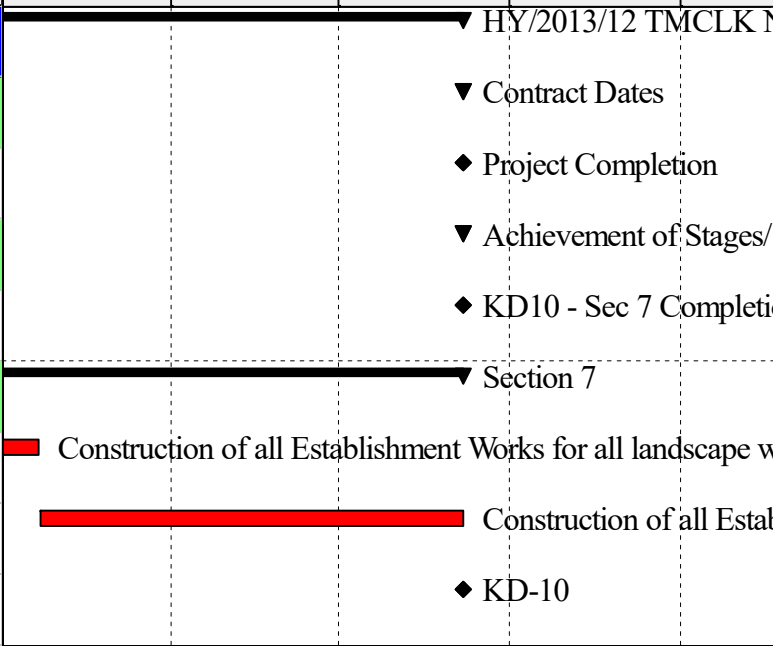 HY/2013/12 TMCLK N
Contract Dates
Project Completion
Achievement of Stages/
KD10 - Sec 7 Completi
Section 7
Construction of all Establishment Works for all landscape w
Construction of all Estab
KD-10